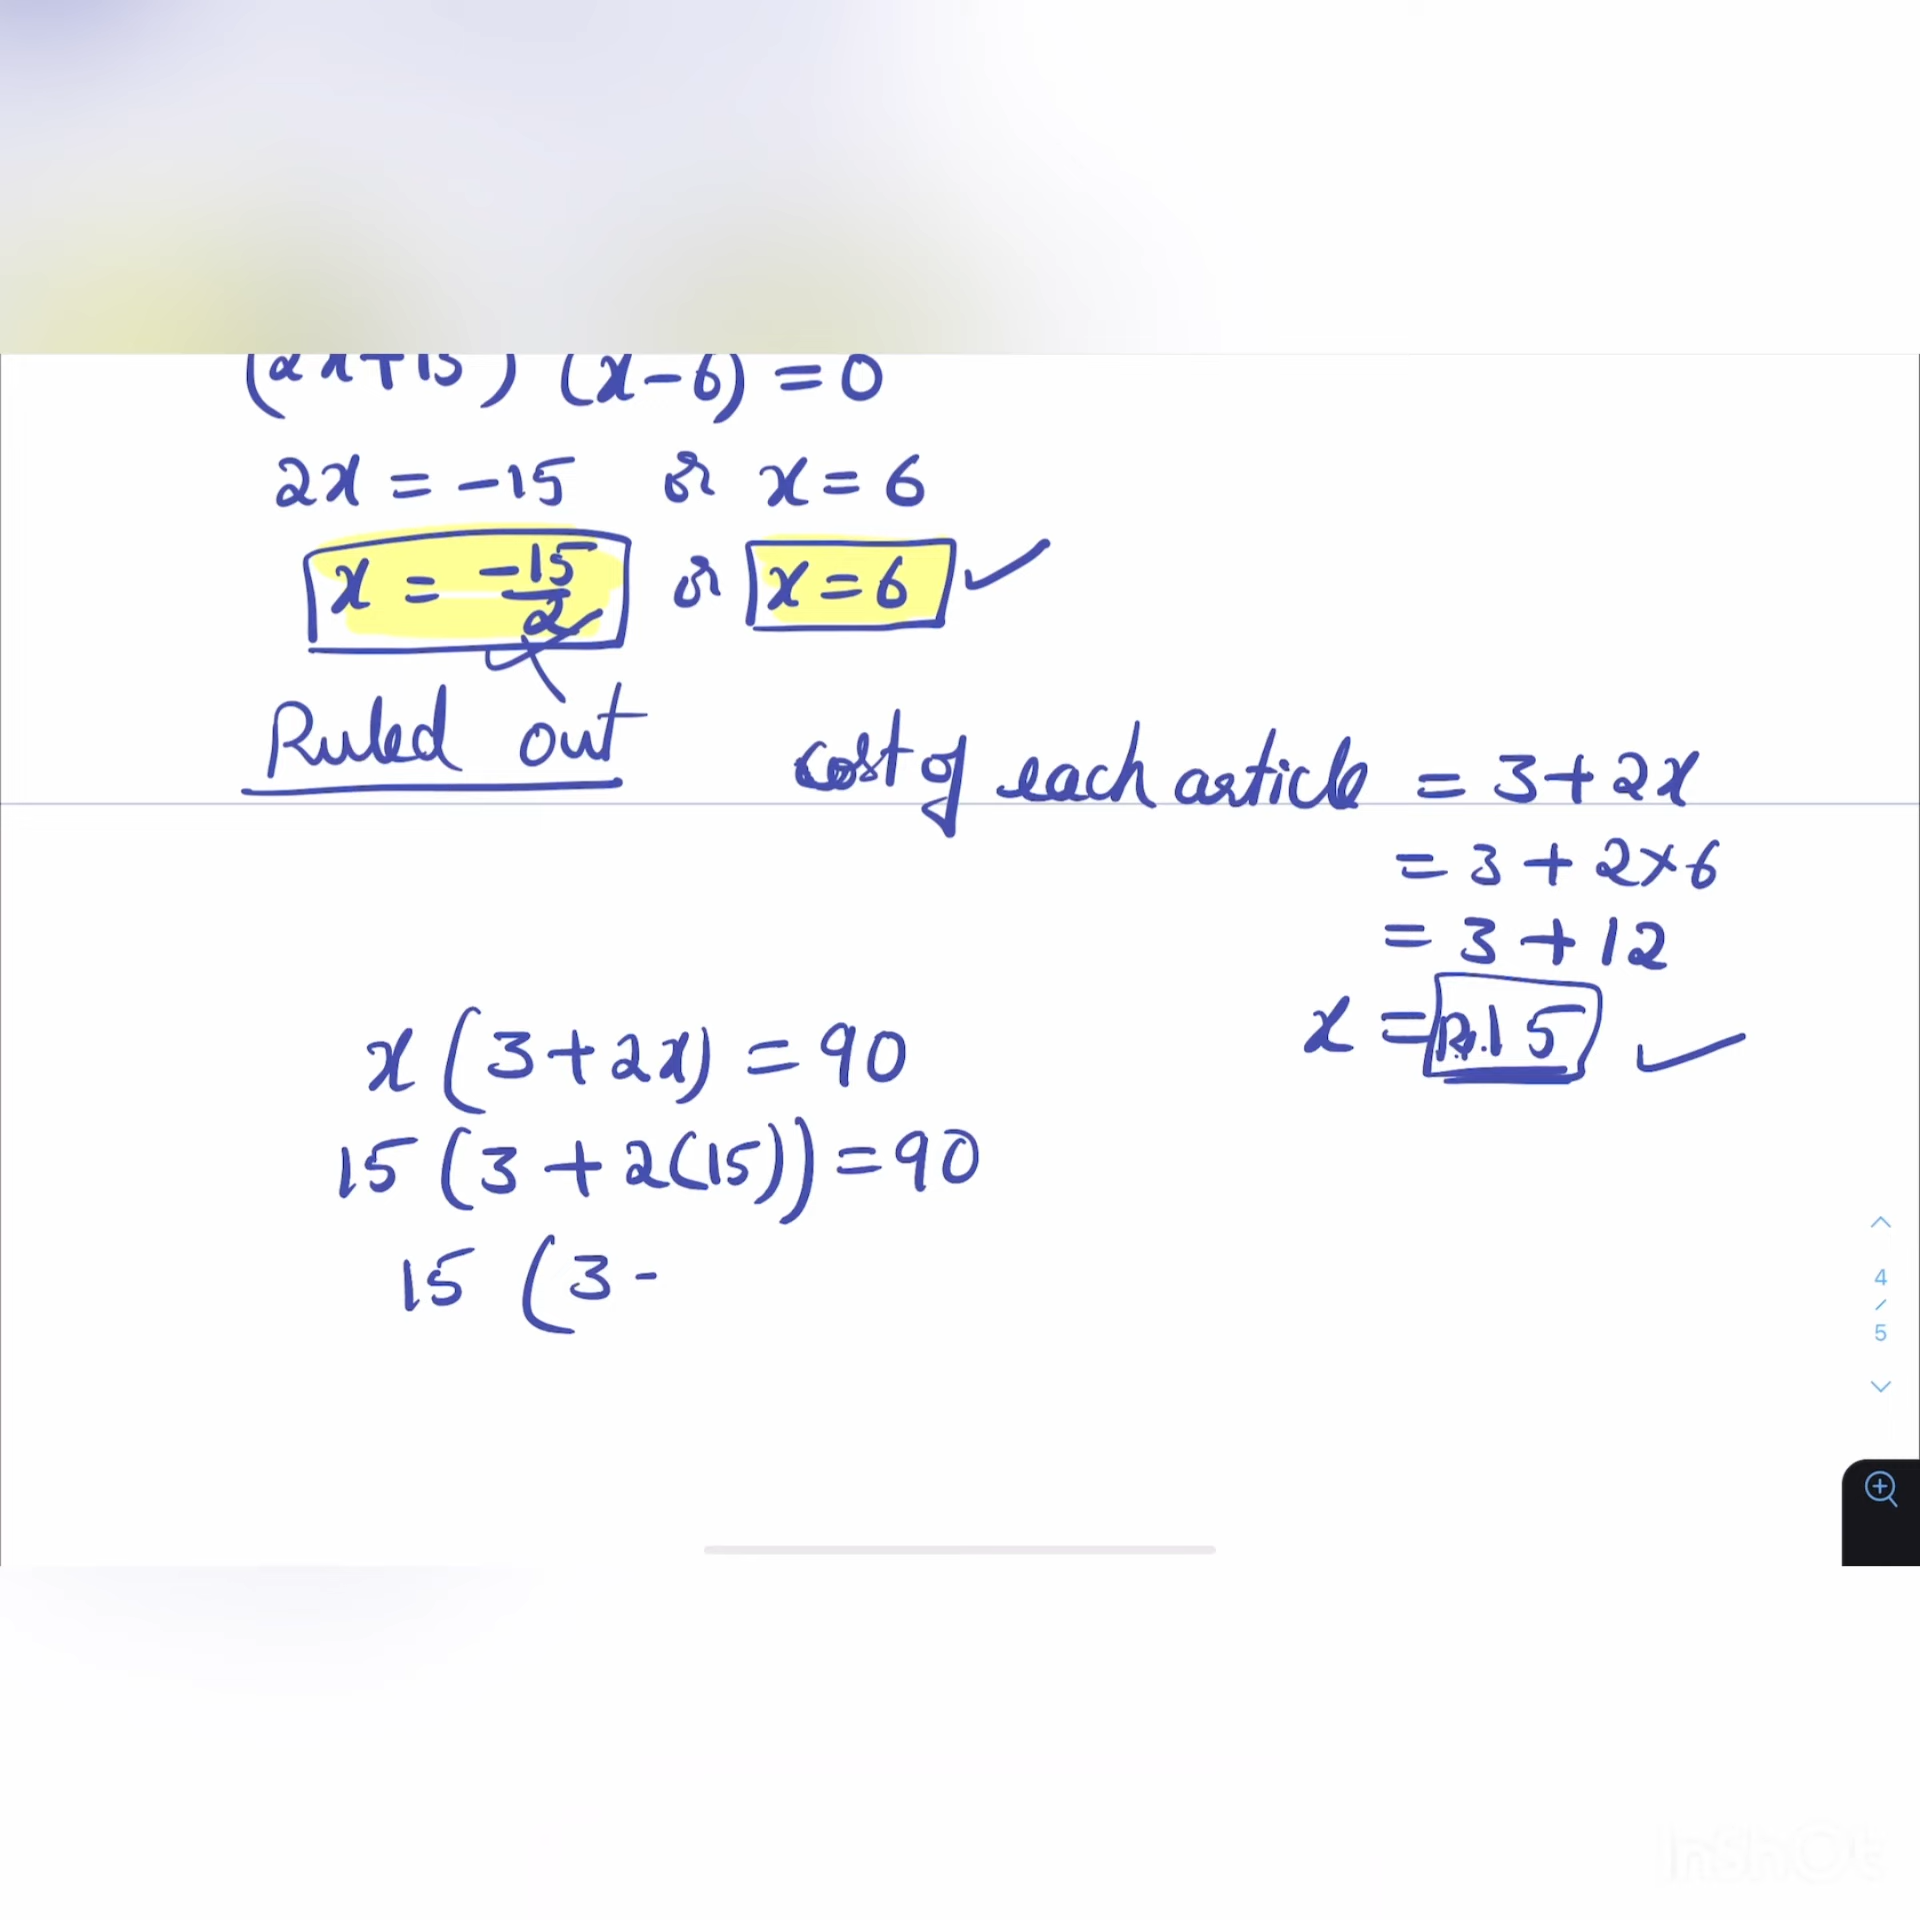 (2x+15) (x-6) = 0
2x = -15 or x = 6
x = -15/2 or x = 6 ✓
Ruled out
cost of each article = 3+2x
= 3 + 2×6
= 3 + 12
x = Rs.15 ✓
x (3+2x) = 90
15 (3 + 2(15)) = 90
15 (3 -
4
/
5
InShOt